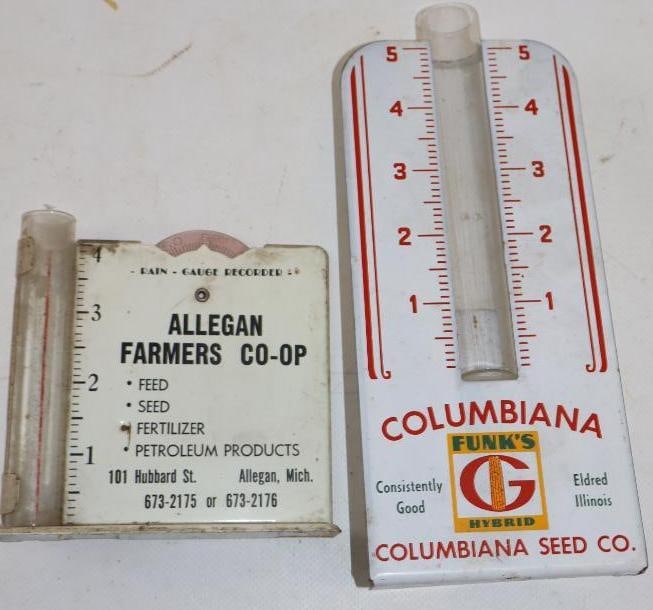 4
3
2
1
- RAIN - GAUGE RECORDER -
ALLEGAN
FARMERS CO-OP
• FEED
• SEED
• FERTILIZER
• PETROLEUM PRODUCTS
101 Hubbard St. Allegan, Mich.
673-2175 or 673-2176
5 5
4 4
3 3
2 2
1 1
COLUMBIANA
FUNK'S
G
HYBRID
Consistently
Good
Eldred
Illinois
COLUMBIANA SEED CO.